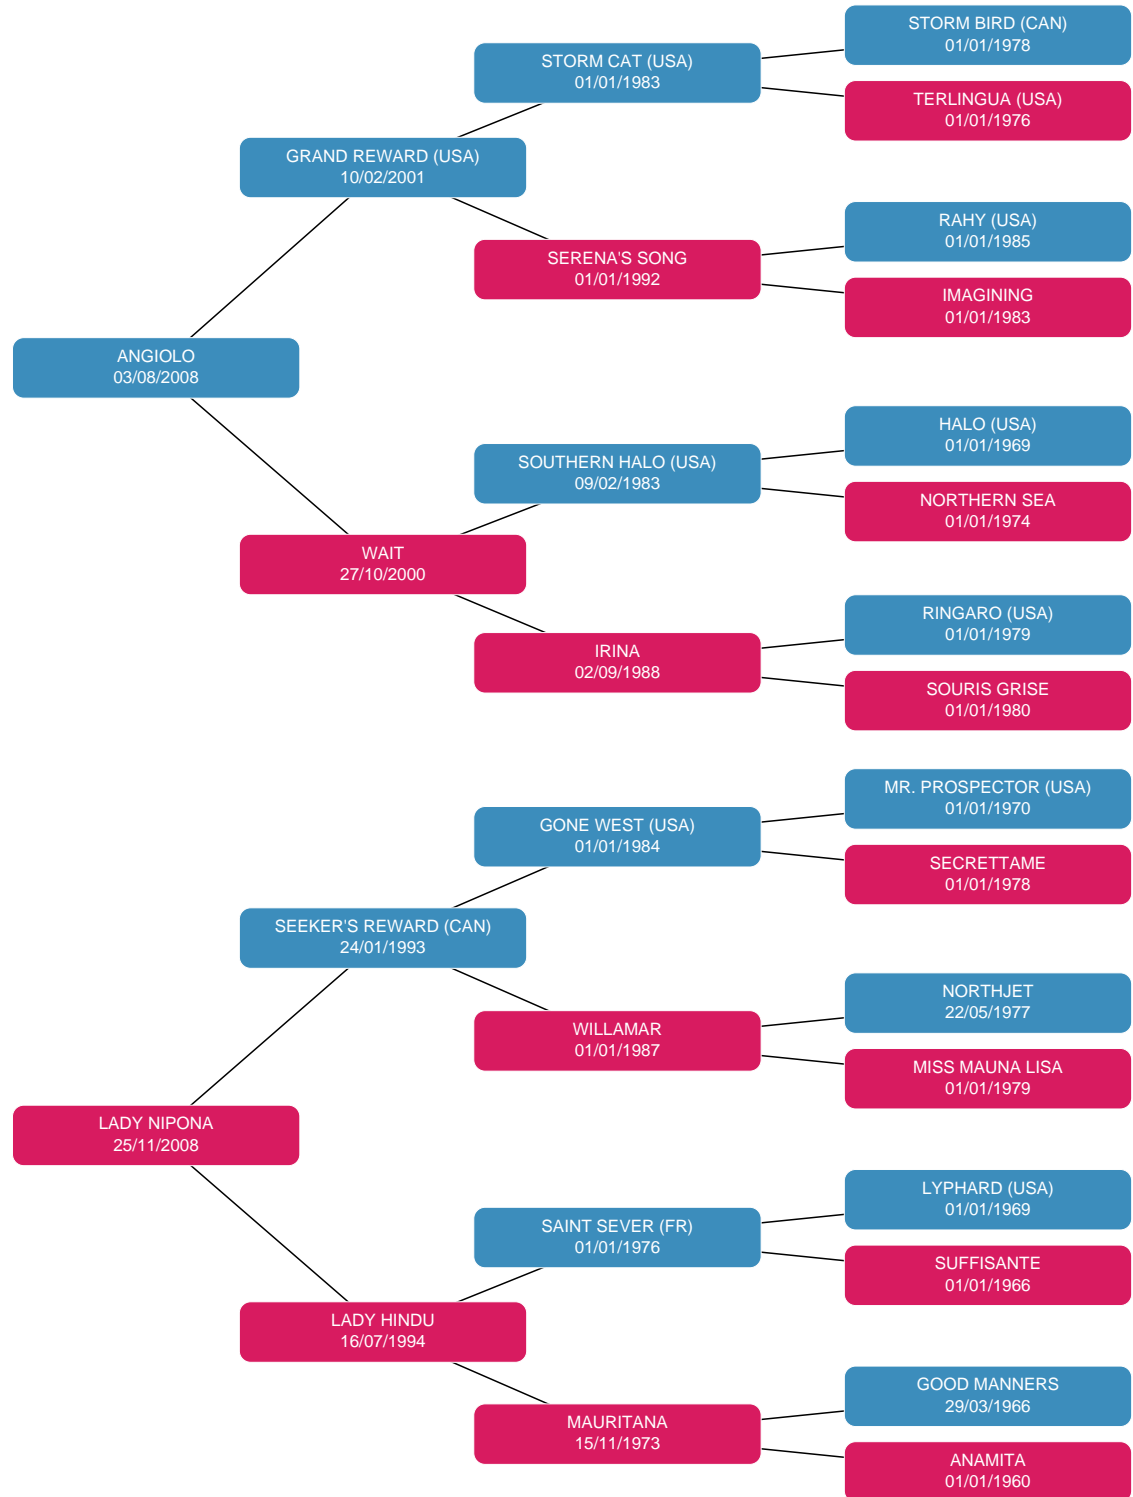 STORM BIRD (CAN)
01/01/1978
STORM CAT (USA)
01/01/1983
TERLINGUA (USA)
01/01/1976
GRAND REWARD (USA)
10/02/2001
RAHY (USA)
01/01/1985
SERENA'S SONG
01/01/1992
IMAGINING
01/01/1983
ANGIOLO
03/08/2008
HALO (USA)
01/01/1969
SOUTHERN HALO (USA)
09/02/1983
NORTHERN SEA
01/01/1974
WAIT
27/10/2000
RINGARO (USA)
01/01/1979
IRINA
02/09/1988
SOURIS GRISE
01/01/1980
MR. PROSPECTOR (USA)
01/01/1970
GONE WEST (USA)
01/01/1984
SECRETTAME
01/01/1978
SEEKER'S REWARD (CAN)
24/01/1993
NORTHJET
22/05/1977
WILLAMAR
01/01/1987
MISS MAUNA LISA
01/01/1979
LADY NIPONA
25/11/2008
LYPHARD (USA)
01/01/1969
SAINT SEVER (FR)
01/01/1976
SUFFISANTE
01/01/1966
LADY HINDU
16/07/1994
GOOD MANNERS
29/03/1966
MAURITANA
15/11/1973
ANAMITA
01/01/1960